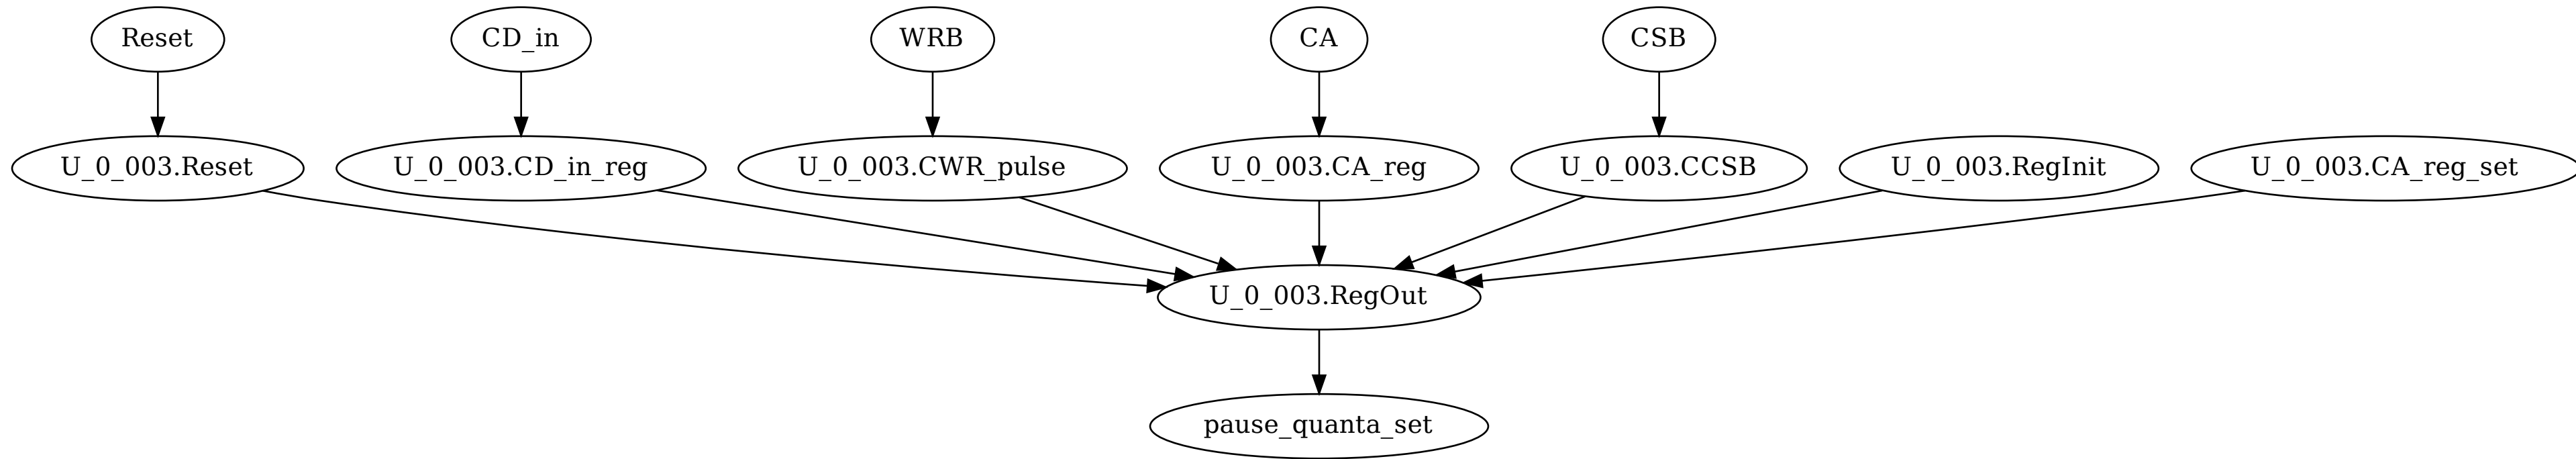 Reset
CD_in
WRB
CA
CSB
U_0_003.Reset
U_0_003.CD_in_reg
U_0_003.CWR_pulse
U_0_003.CA_reg
U_0_003.CCSB
U_0_003.RegInit
U_0_003.CA_reg_set
U_0_003.RegOut
pause_quanta_set